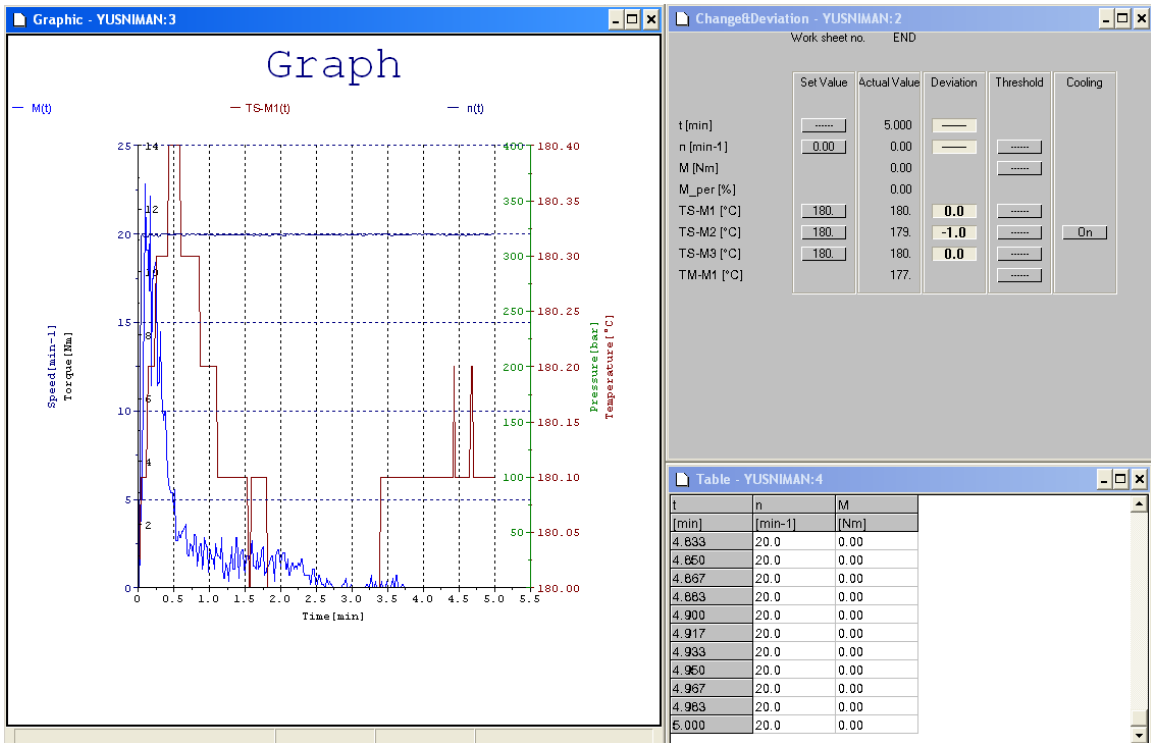 Graphic - YUSNIMAN:3
Graph
M(t) TS-M1(t) n(t)
25 14 400 180.40
350 180.35
12
20 300 180.30
10
250 180.25
15
8
200 180.20
6
10 150 180.15
4
100 180.10
5
2 50 180.05
0 0 180.00
0 0.5 1.0 1.5 2.0 2.5 3.0 3.5 4.0 4.5 5.0 5.5
Time[min]
Speed[min-1]
Torque[Nm]
Pressure[bar]
Temperature[°C]
Change&Deviation - YUSNIMAN:2
Work sheet no. END
Set Value Actual Value Deviation Threshold Cooling
t [min] ------ 5.000 ——
n [min-1] 0.00 0.00 —— ------
M [Nm] 0.00 ------
M_per [%] 0.00
TS-M1 [°C] 180. 180. 0.0 ------
TS-M2 [°C] 180. 179. -1.0 ------ On
TS-M3 [°C] 180. 180. 0.0 ------
TM-M1 [°C] 177. ------
Table - YUSNIMAN:4
t n M
[min] [min-1] [Nm]
4.833 20.0 0.00
4.850 20.0 0.00
4.867 20.0 0.00
4.883 20.0 0.00
4.900 20.0 0.00
4.917 20.0 0.00
4.933 20.0 0.00
4.950 20.0 0.00
4.967 20.0 0.00
4.983 20.0 0.00
5.000 20.0 0.00